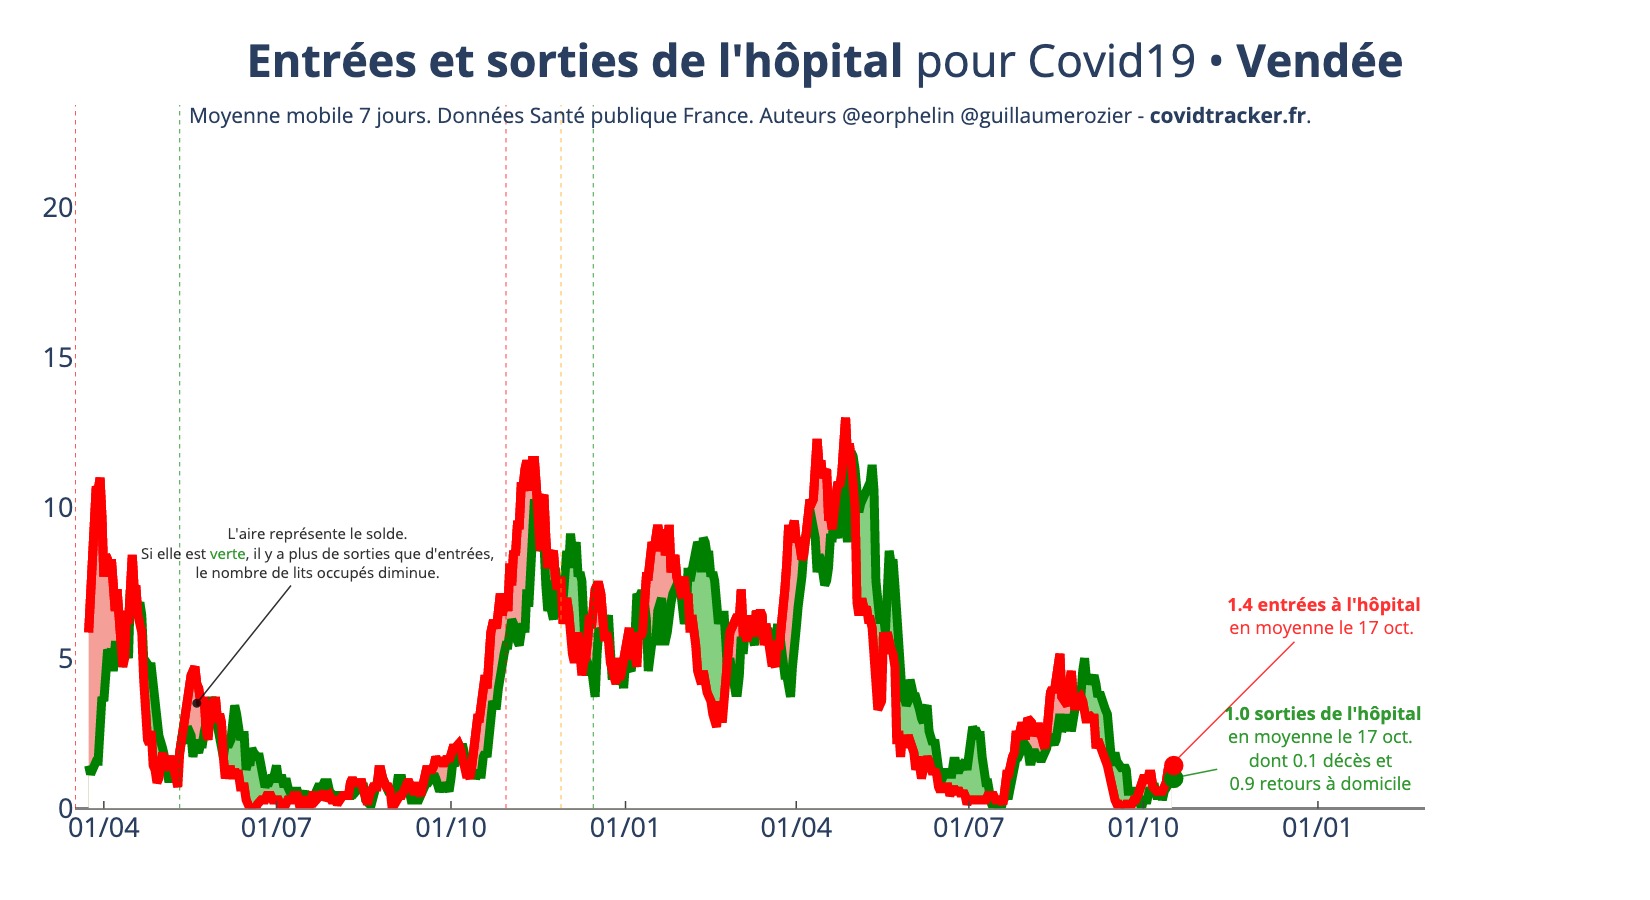 Entrées et sorties de l'hôpital pour Covid19 • Vendée
Moyenne mobile 7 jours. Données Santé publique France. Auteurs @eorphelin @guillaumerozier - covidtracker.fr.
20
15
10
5
0
L'aire représente le solde.
Si elle est verte, il y a plus de sorties que d'entrées,
le nombre de lits occupés diminue.
1.4 entrées à l'hôpital
en moyenne le 17 oct.
1.0 sorties de l'hôpital
en moyenne le 17 oct.
dont 0.1 décès et
0.9 retours à domicile
01/04
01/07
01/10
01/01
01/04
01/07
01/10
01/01